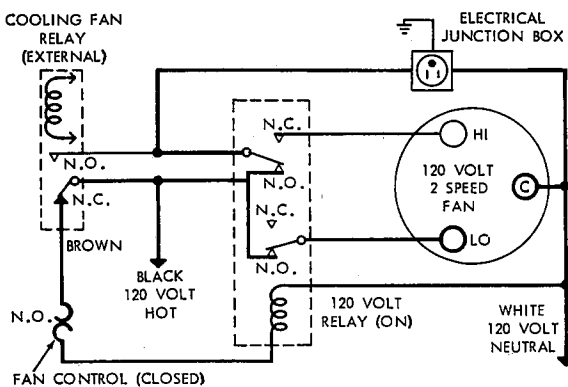 COOLING FAN
RELAY
(EXTERNAL)
ELECTRICAL
JUNCTION BOX
N.C.
HI
N.O.
N.O.
120 VOLT
2 SPEED
FAN
C
N.C.
N.C.
BROWN
LO
N.O.
BLACK
120 VOLT
HOT
120 VOLT
RELAY (ON)
WHITE
120 VOLT
NEUTRAL
N.O.
FAN CONTROL (CLOSED)